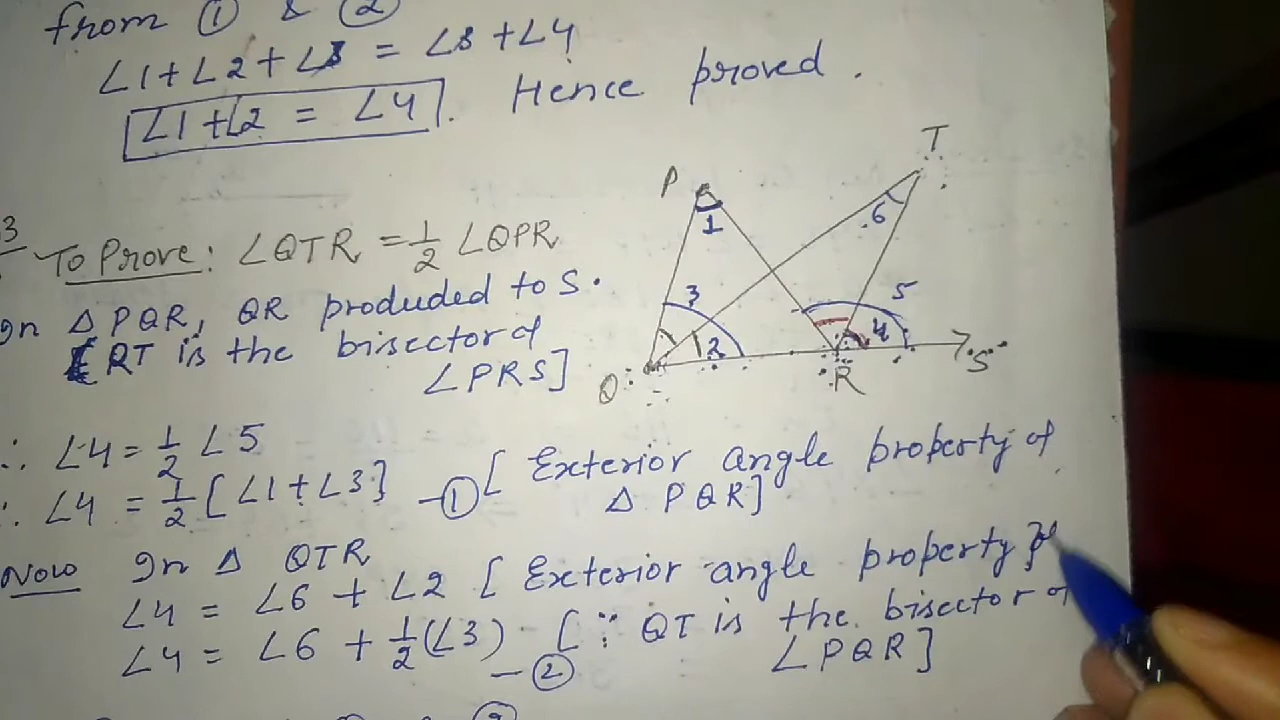 from ① & ②
∠1+∠2+∠3 = ∠3+∠4
∠1+∠2 = ∠4. Hence proved.
3 To Prove: ∠QTR = 1/2 ∠QPR
In Δ PQR, QR produded to S.
[RT is the bisector of
∠PRS]
∴ ∠4 = 1/2 ∠5
∴ ∠4 = 1/2 [∠1+∠3] -① [Exterior angle property of
Δ PQR]
Now In Δ QTR
∠4 = ∠6 + ∠2 [Exterior angle property]
∠4 = ∠6 + 1/2 (∠3) [∵ QT is the bisector of
-② ∠PQR]
T
P
6
1
3
5
2
4
Q
R
S